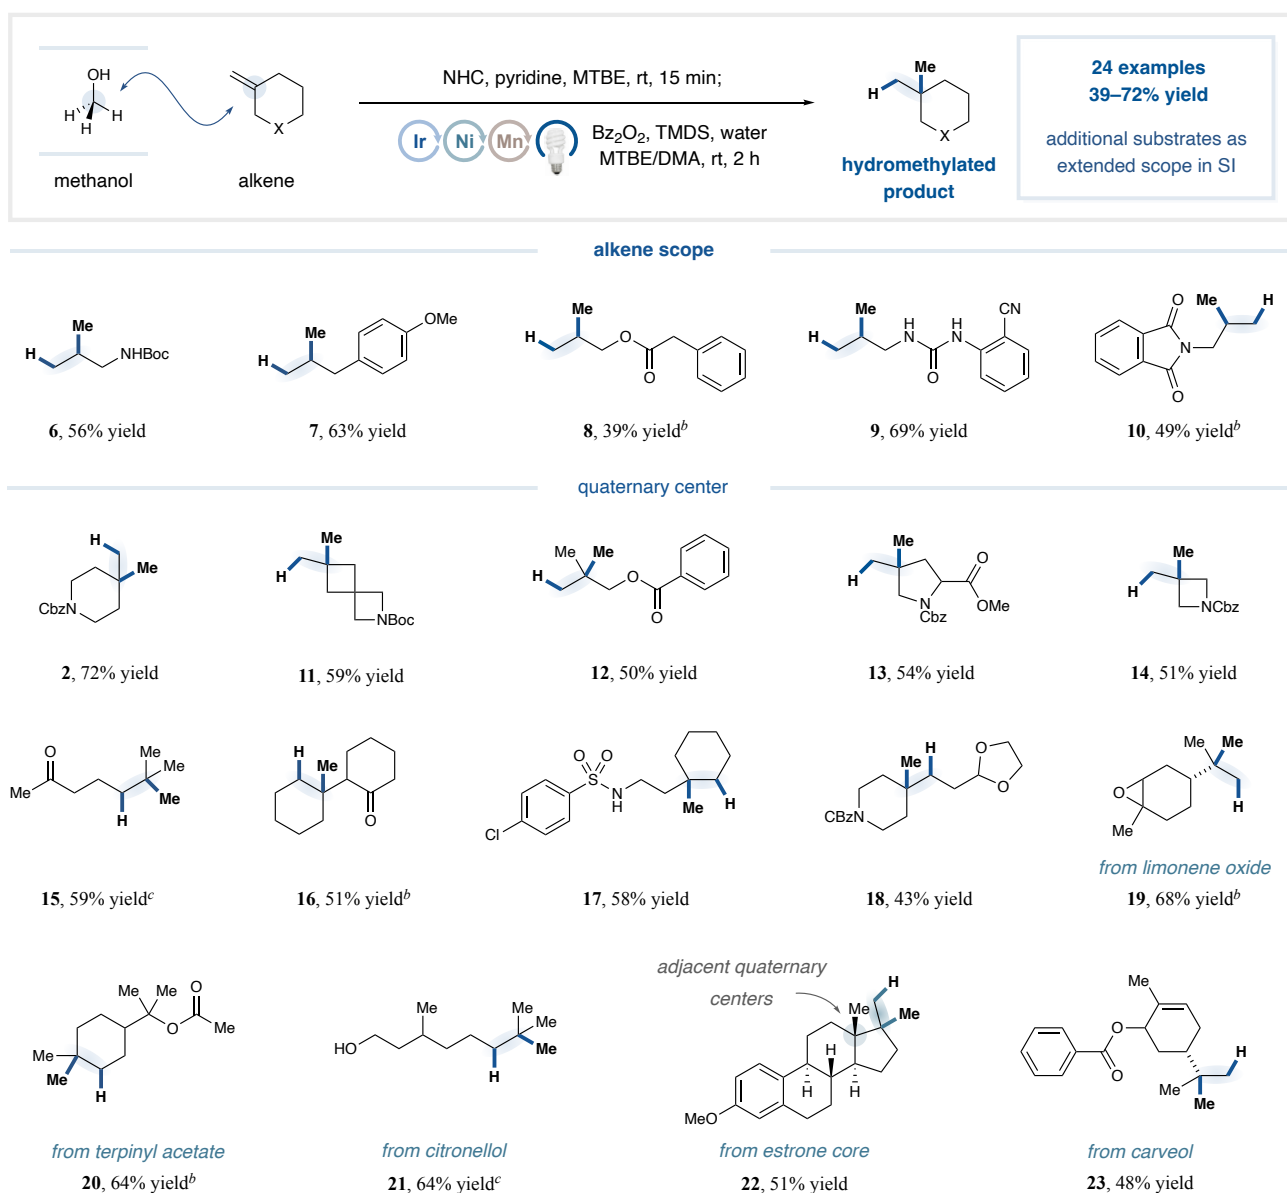 OH
H
H
H
methanol
X
alkene
NHC, pyridine, MTBE, rt, 15 min;
Ir Ni Mn
Bz₂O₂, TMDS, water
MTBE/DMA, rt, 2 h
Me
H
X
hydromethylated
product
24 examples
39–72% yield
additional substrates as
extended scope in SI
alkene scope
Me
H
NHBoc
6, 56% yield
Me
H
OMe
7, 63% yield
Me
H
O
O
8, 39% yieldᵇ
Me
H
H
N
O
H
N
CN
9, 69% yield
O
N
O
Me
H
10, 49% yieldᵇ
quaternary center
H
Me
CbzN
2, 72% yield
Me
H
NBoc
11, 59% yield
Me
Me
H
O
O
12, 50% yield
Me
H
N
Cbz
O
OMe
13, 54% yield
Me
H
NCbz
14, 51% yield
O
Me
Me
Me
Me
H
15, 59% yieldᶜ
H
Me
O
16, 51% yieldᵇ
O
O
S
N
H
Cl
Me
H
17, 58% yield
Me
H
O
O
CBzN
18, 43% yield
Me
Me
H
O
Me
from limonene oxide
19, 68% yieldᵇ
Me
Me
O
O
Me
Me
Me
H
from terpinyl acetate
20, 64% yieldᵇ
HO
Me
Me
Me
Me
H
from citronellol
21, 64% yieldᶜ
adjacent quaternary
centers
H
Me
Me
H
H
H
MeO
from estrone core
22, 51% yield
Me
O
O
H
Me
Me
from carveol
23, 48% yield